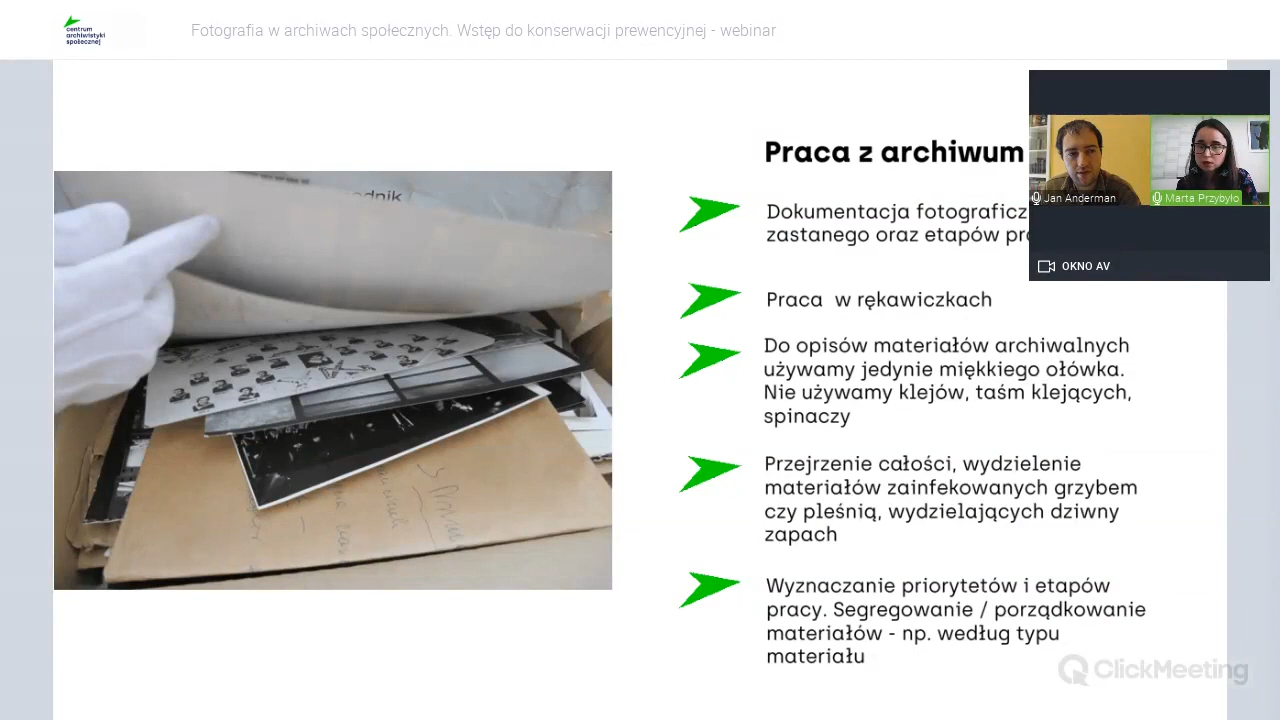 centrum
archiwistyki
społecznej
Fotografia w archiwach społecznych. Wstęp do konserwacji prewencyjnej - webinar
Praca z archiwum
Dokumentacja fotograficz
zastanego oraz etapów
Praca w rękawiczkach
Do opisów materiałów archiwalnych
używamy jedynie miękkiego ołówka.
Nie używamy klejów, taśm klejących,
spinaczy
Przejrzenie całości, wydzielenie
materiałów zainfekowanych grzybem
czy pleśnią, wydzielających dziwny
zapach
Wyznaczanie priorytetów i etapów
pracy. Segregowanie / porządkowanie
materiałów - np. według typu
materiału
Jan Anderman
Marta Przybyło
OKNO AV
ClickMeeting